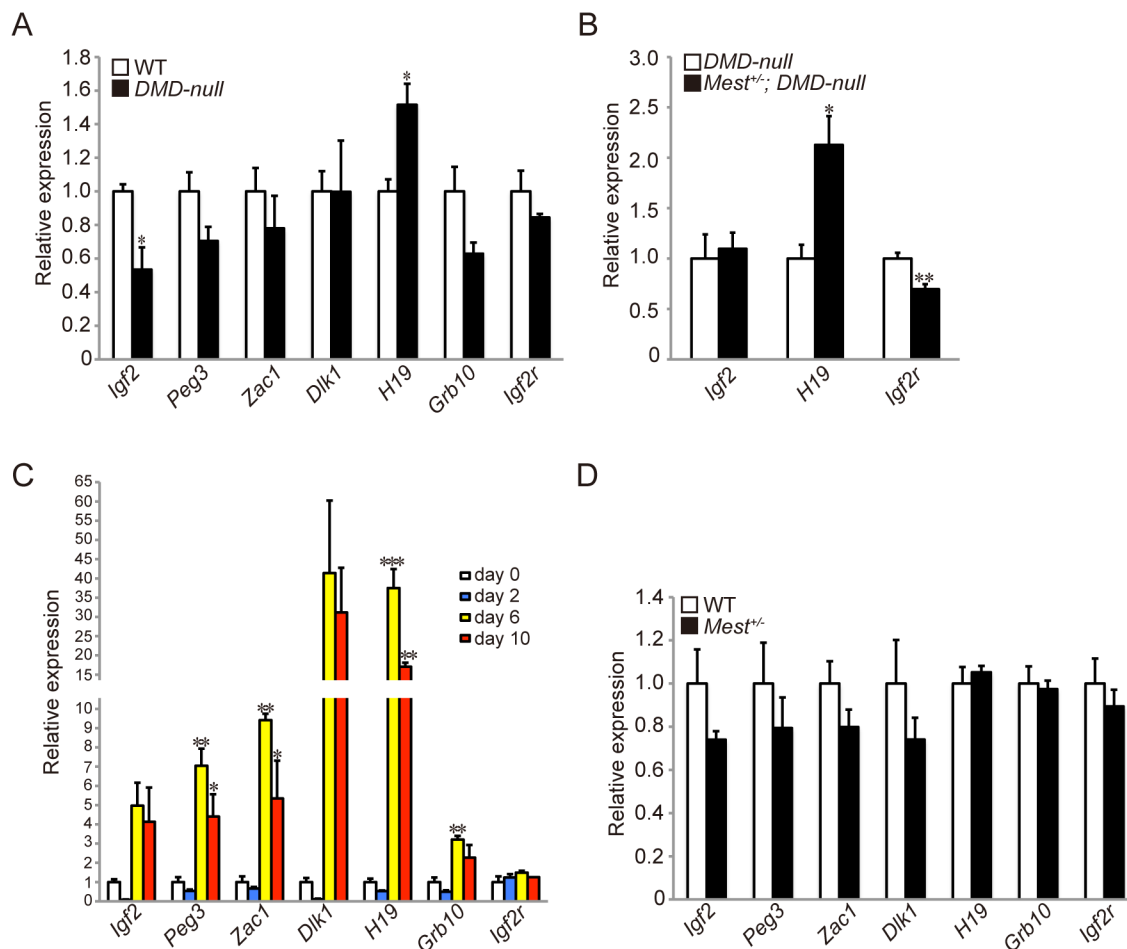 A
WT
DMD-null
Relative expression
1.8
1.6
1.4
1.2
1.0
0.8
0.6
0.4
0.2
0
*
*
Igf2
Peg3
Zac1
Dlk1
H19
Grb10
Igf2r
B
DMD-null
Mest+/-; DMD-null
Relative expression
3.0
2.5
2.0
1.5
1.0
0.5
0
*
**
Igf2
H19
Igf2r
C
Relative expression
65
60
55
50
45
40
35
30
25
20
15
10
9
8
7
6
5
4
3
2
1
0
day 0
day 2
day 6
day 10
**
*
**
*
***
**
**
Igf2
Peg3
Zac1
Dlk1
H19
Grb10
Igf2r
D
WT
Mest+/-
Relative expression
1.4
1.2
1.0
0.8
0.6
0.4
0.2
0
Igf2
Peg3
Zac1
Dlk1
H19
Grb10
Igf2r